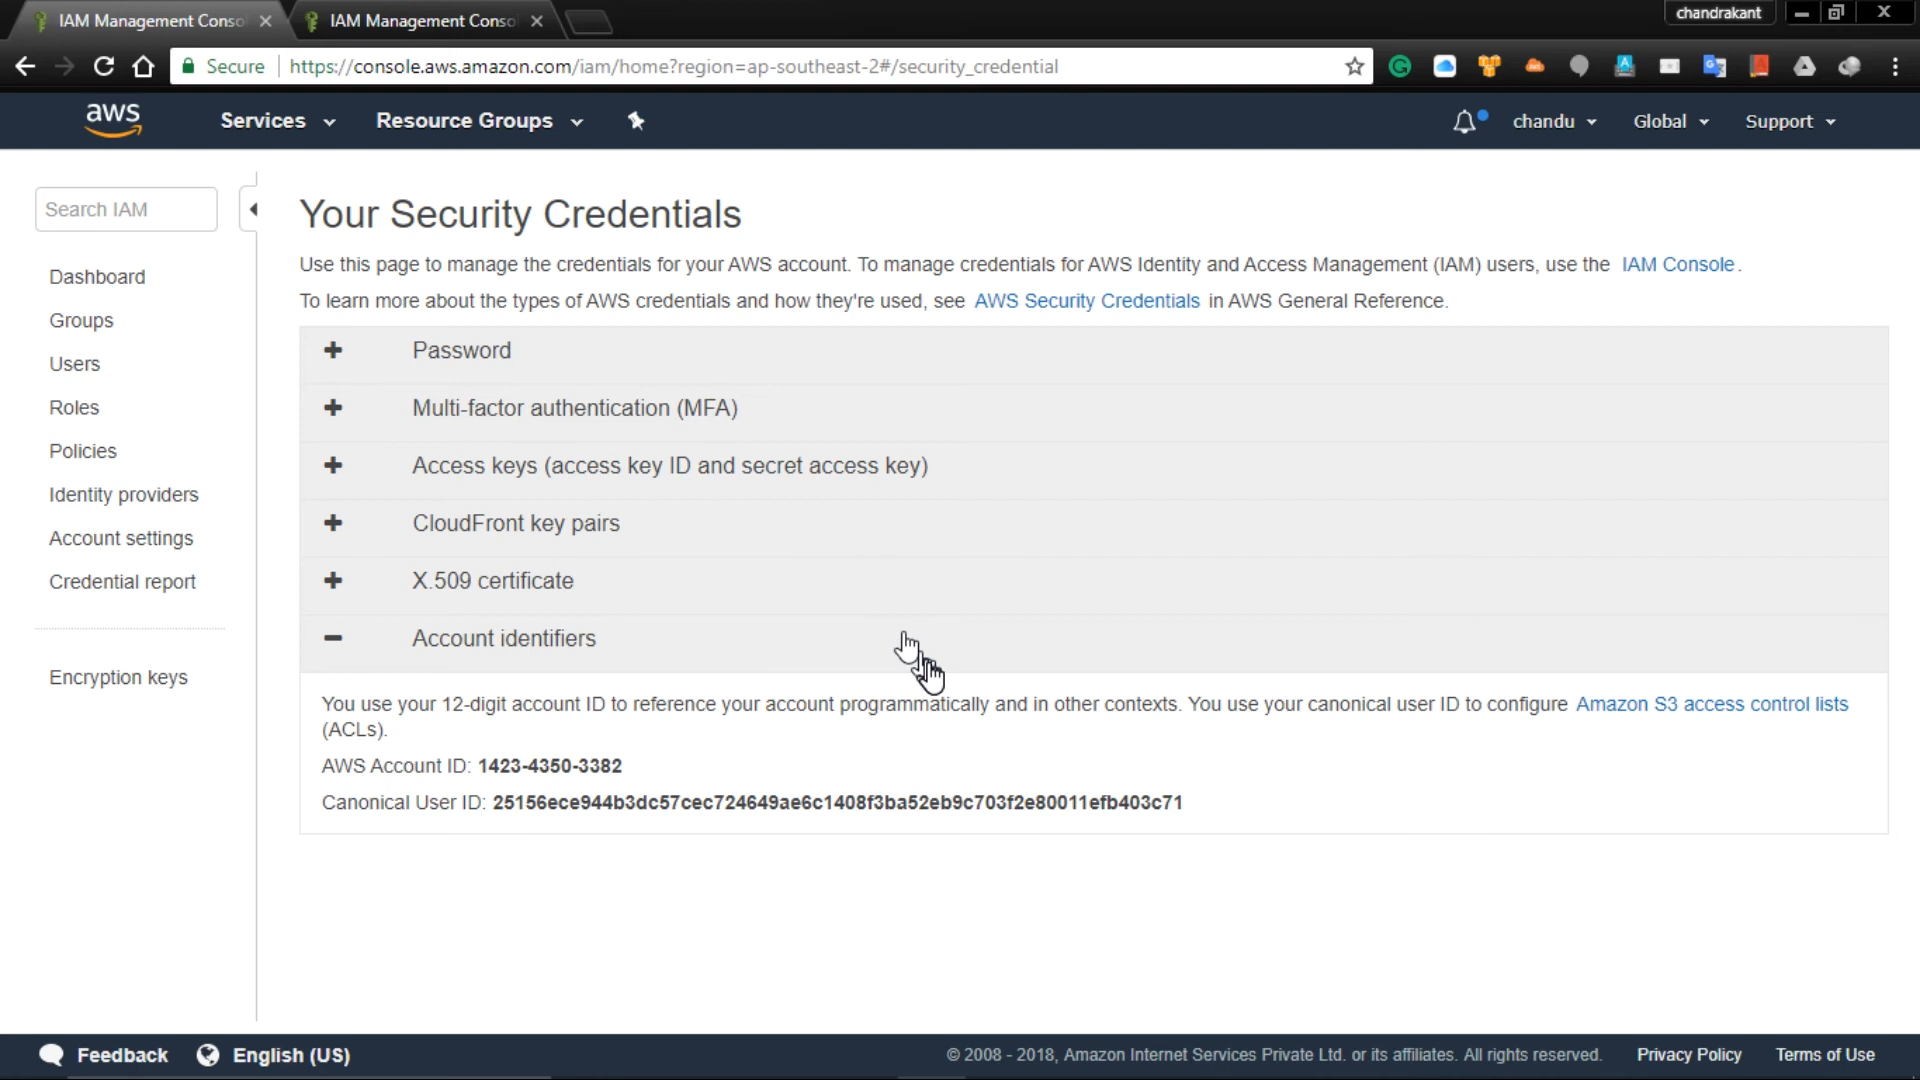 IAM Management Conso
IAM Management Conso
chandrakant
Secure
https://console.aws.amazon.com/iam/home?region=ap-southeast-2#/security_credential
aws
Services
Resource Groups
chandu
Global
Support
Search IAM
Dashboard
Groups
Users
Roles
Policies
Identity providers
Account settings
Credential report
Encryption keys
Your Security Credentials
Use this page to manage the credentials for your AWS account. To manage credentials for AWS Identity and Access Management (IAM) users, use the IAM Console.
To learn more about the types of AWS credentials and how they're used, see AWS Security Credentials in AWS General Reference.
Password
Multi-factor authentication (MFA)
Access keys (access key ID and secret access key)
CloudFront key pairs
X.509 certificate
Account identifiers
You use your 12-digit account ID to reference your account programmatically and in other contexts. You use your canonical user ID to configure Amazon S3 access control lists
(ACLs).
AWS Account ID: 1423-4350-3382
Canonical User ID: 25156ece944b3dc57cec724649ae6c1408f3ba52eb9c703f2e80011efb403c71
Feedback
English (US)
© 2008 - 2018, Amazon Internet Services Private Ltd. or its affiliates. All rights reserved.
Privacy Policy
Terms of Use